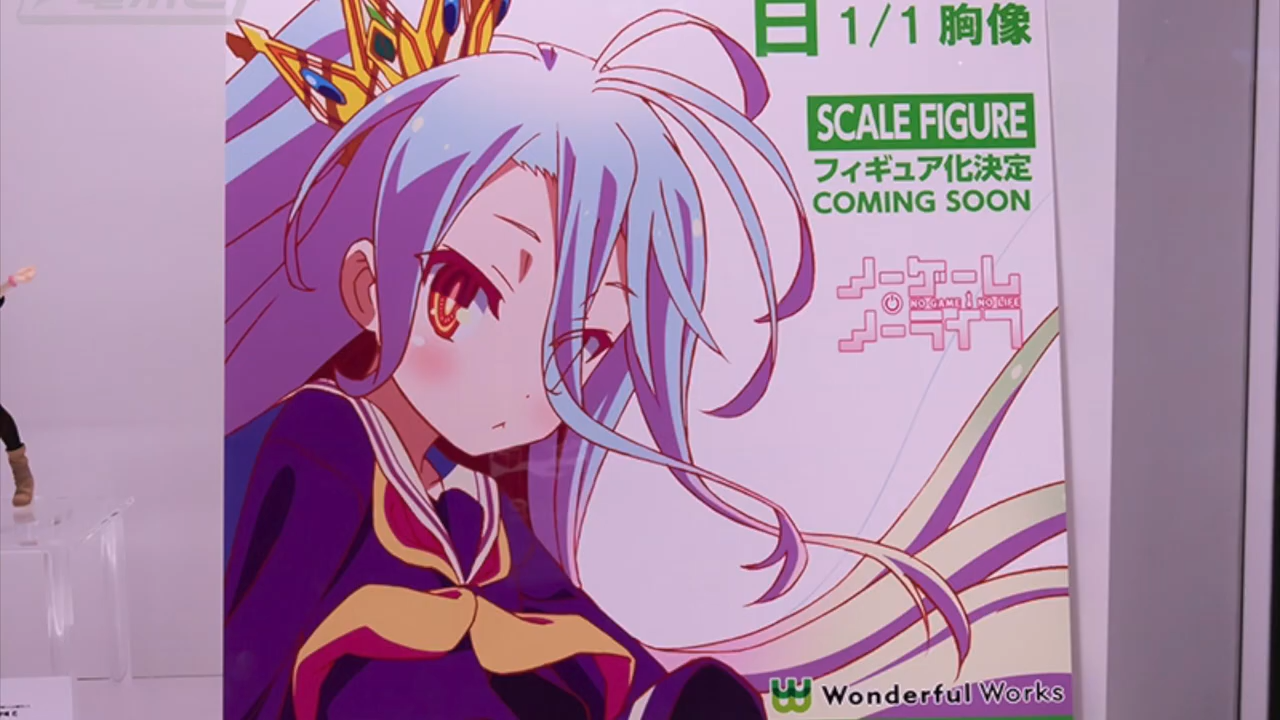 白 1/1 胸像
SCALE FIGURE
フィギュア化決定
COMING SOON
ノーゲーム
NO GAME NO LIFE
ノーライフ
Wonderful Works